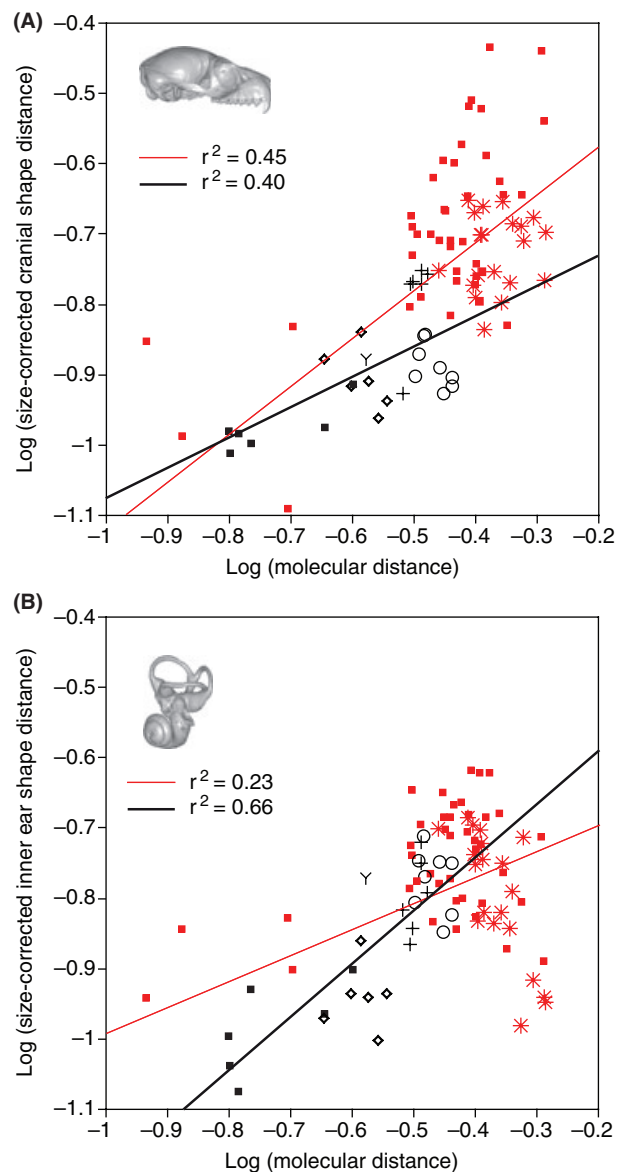 (A)
Log (size-corrected cranial shape distance)
−0.4
−0.5
−0.6
−0.7
−0.8
−0.9
−1
−1.1
r² = 0.45
r² = 0.40
−1 −0.9 −0.8 −0.7 −0.6 −0.5 −0.4 −0.3 −0.2
Log (molecular distance)
(B)
Log (size-corrected inner ear shape distance)
−0.4
−0.5
−0.6
−0.7
−0.8
−0.9
−1
−1.1
r² = 0.23
r² = 0.66
−1 −0.9 −0.8 −0.7 −0.6 −0.5 −0.4 −0.3 −0.2
Log (molecular distance)